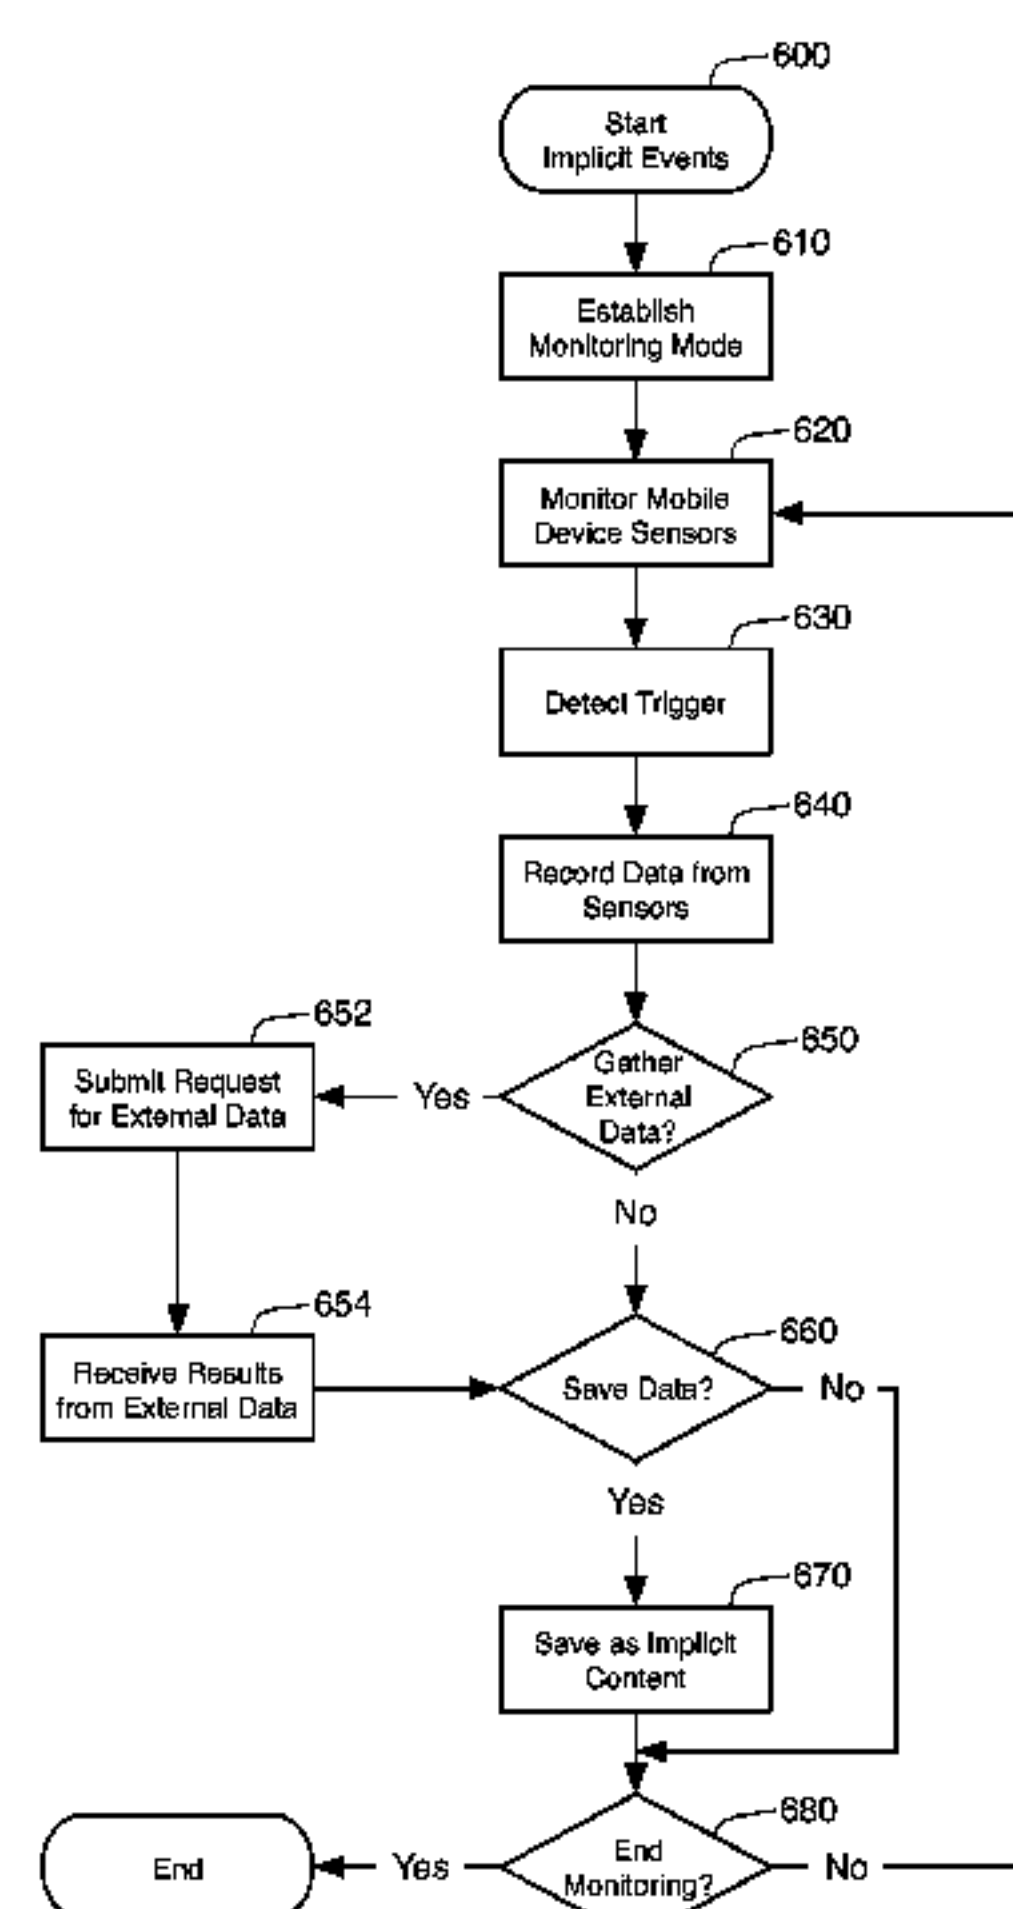 600
Start
Implicit Events
610
Establish
Monitoring Mode
620
Monitor Mobile
Device Sensors
630
Detect Trigger
640
Record Data from
Sensors
650
Gather
External
Data?
Yes
652
Submit Request
for External Data
No
654
Receive Results
from External Data
660
Save Data?
No
Yes
670
Save as Implicit
Content
680
End
Monitoring?
Yes
No
End